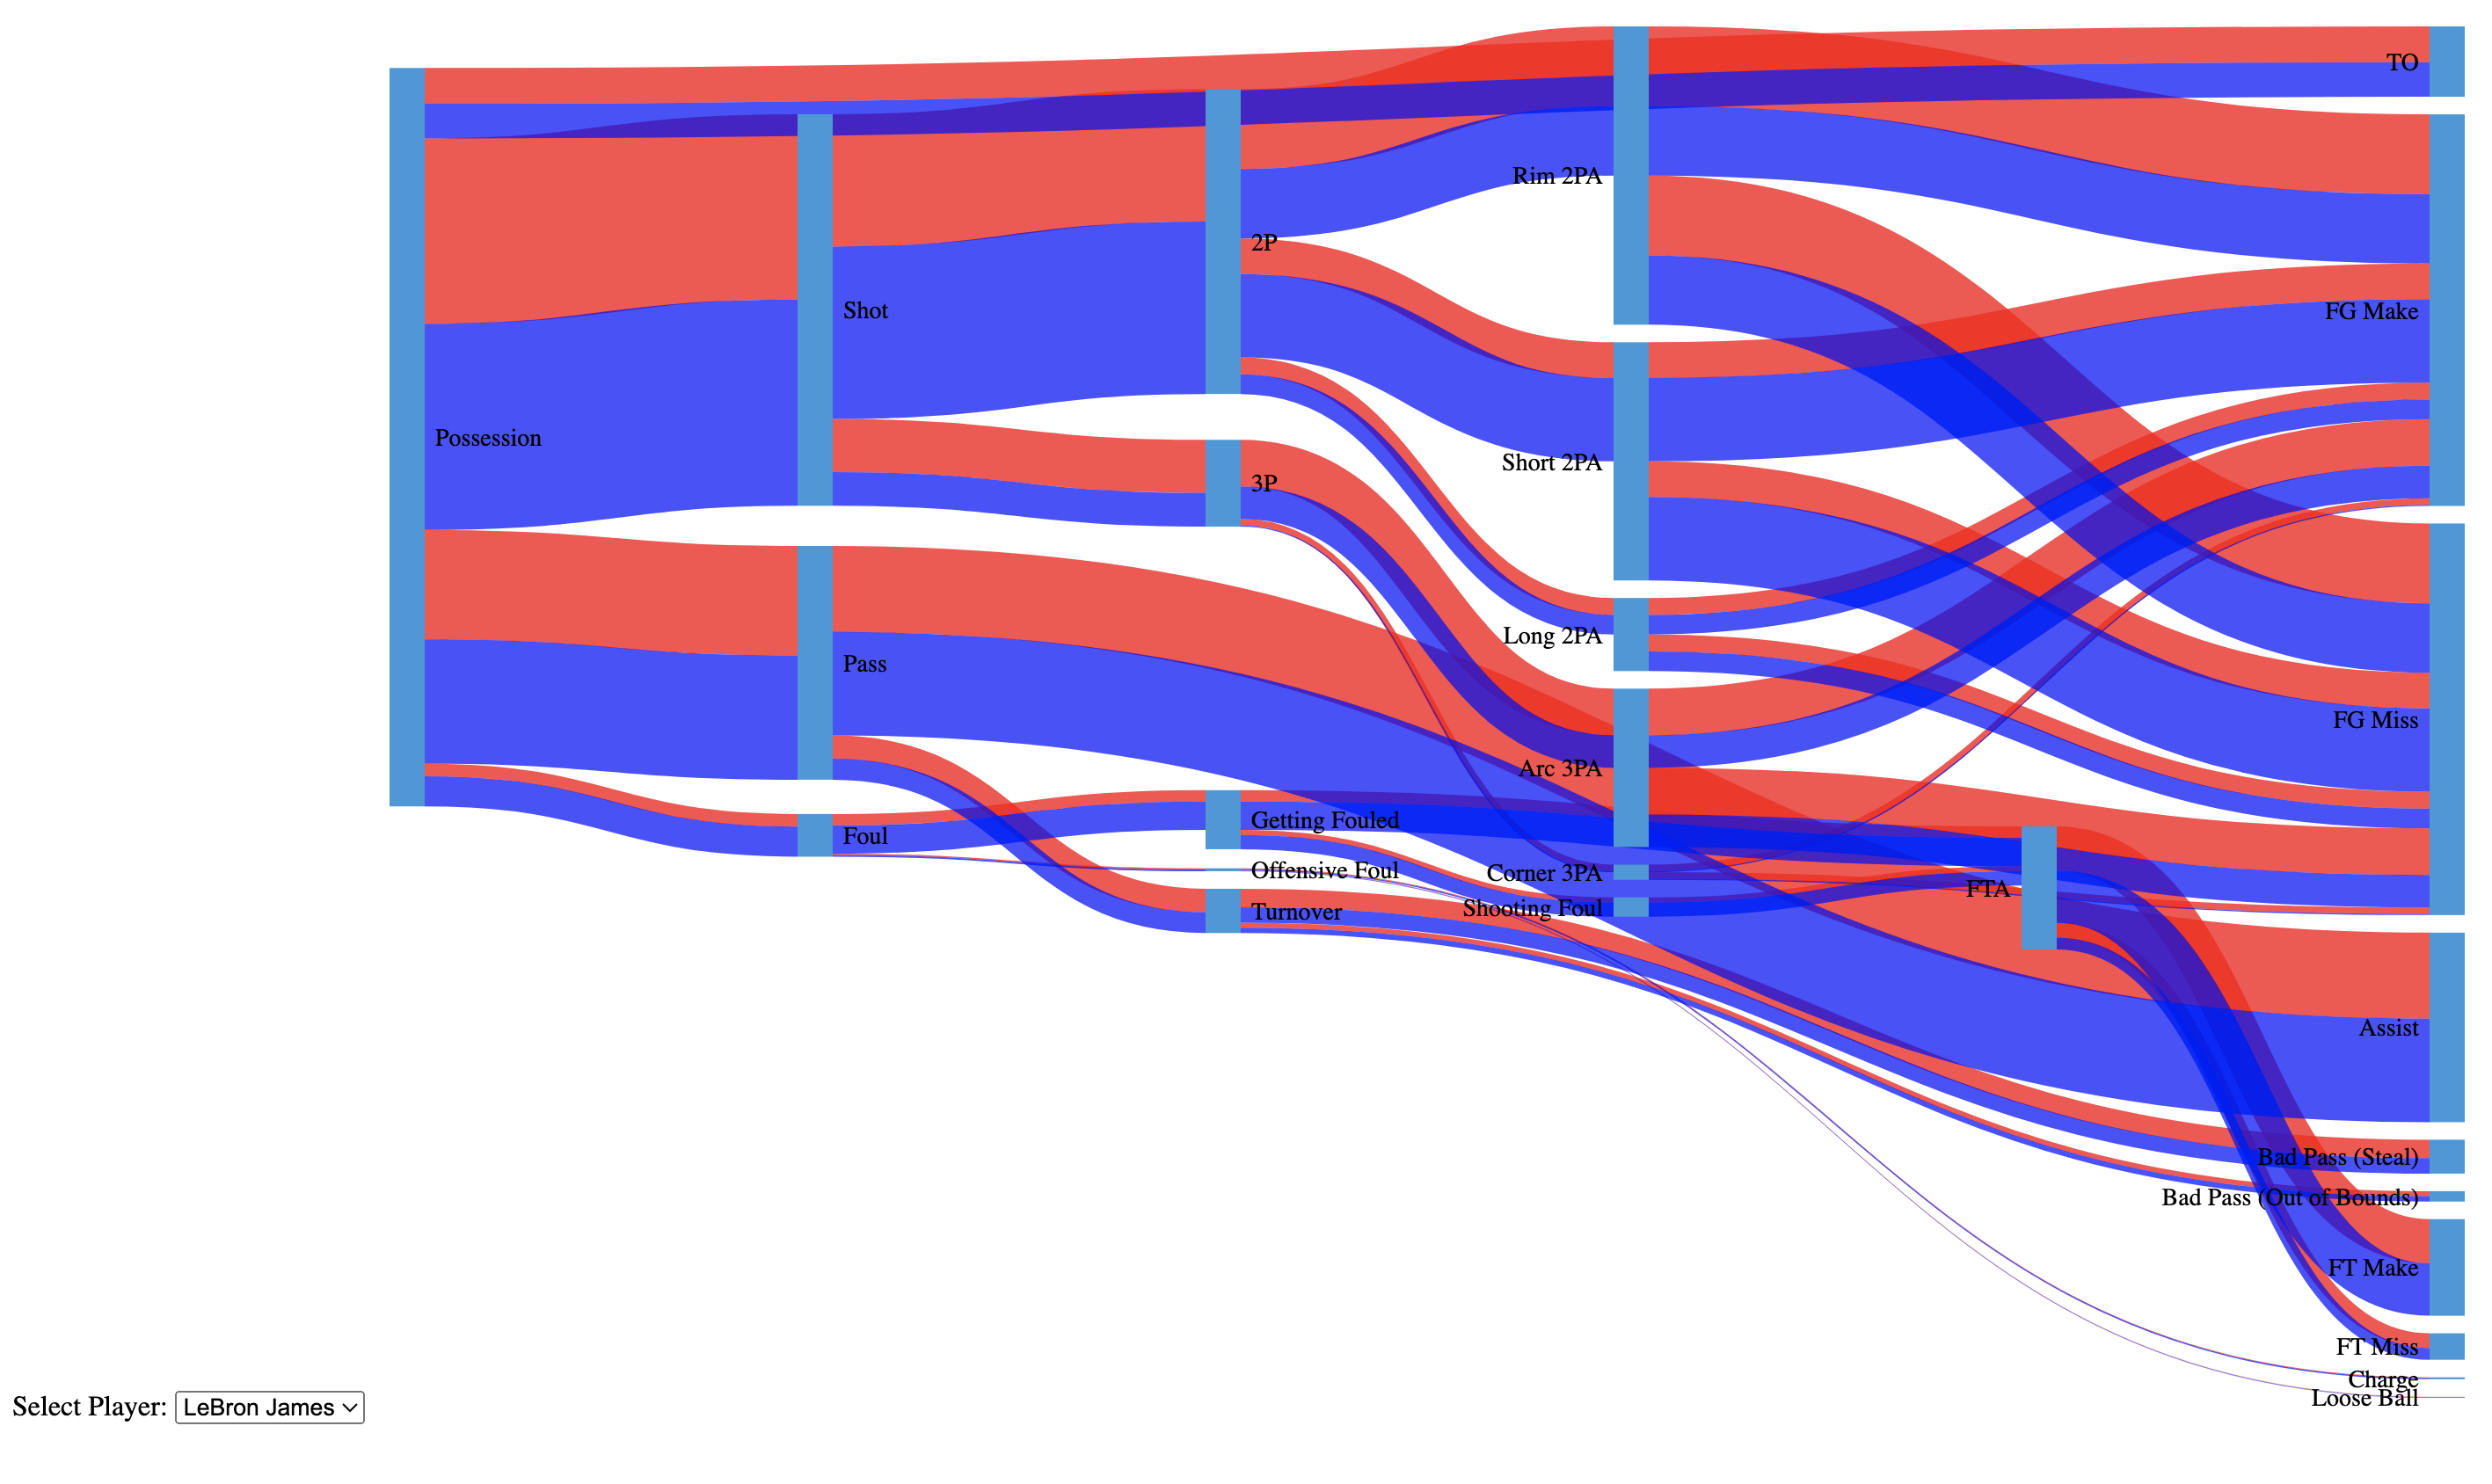 TO
Rim 2PA
2P
Shot
FG Make
Possession
Short 2PA
3P
Long 2PA
Pass
FG Miss
Arc 3PA
Getting Fouled
Foul
Offensive Foul
Corner 3PA
FTA
Shooting Foul
Turnover
Assist
Bad Pass (Steal)
Bad Pass (Out of Bounds)
FT Make
FT Miss
Charge
Loose Ball
Select Player: LeBron James